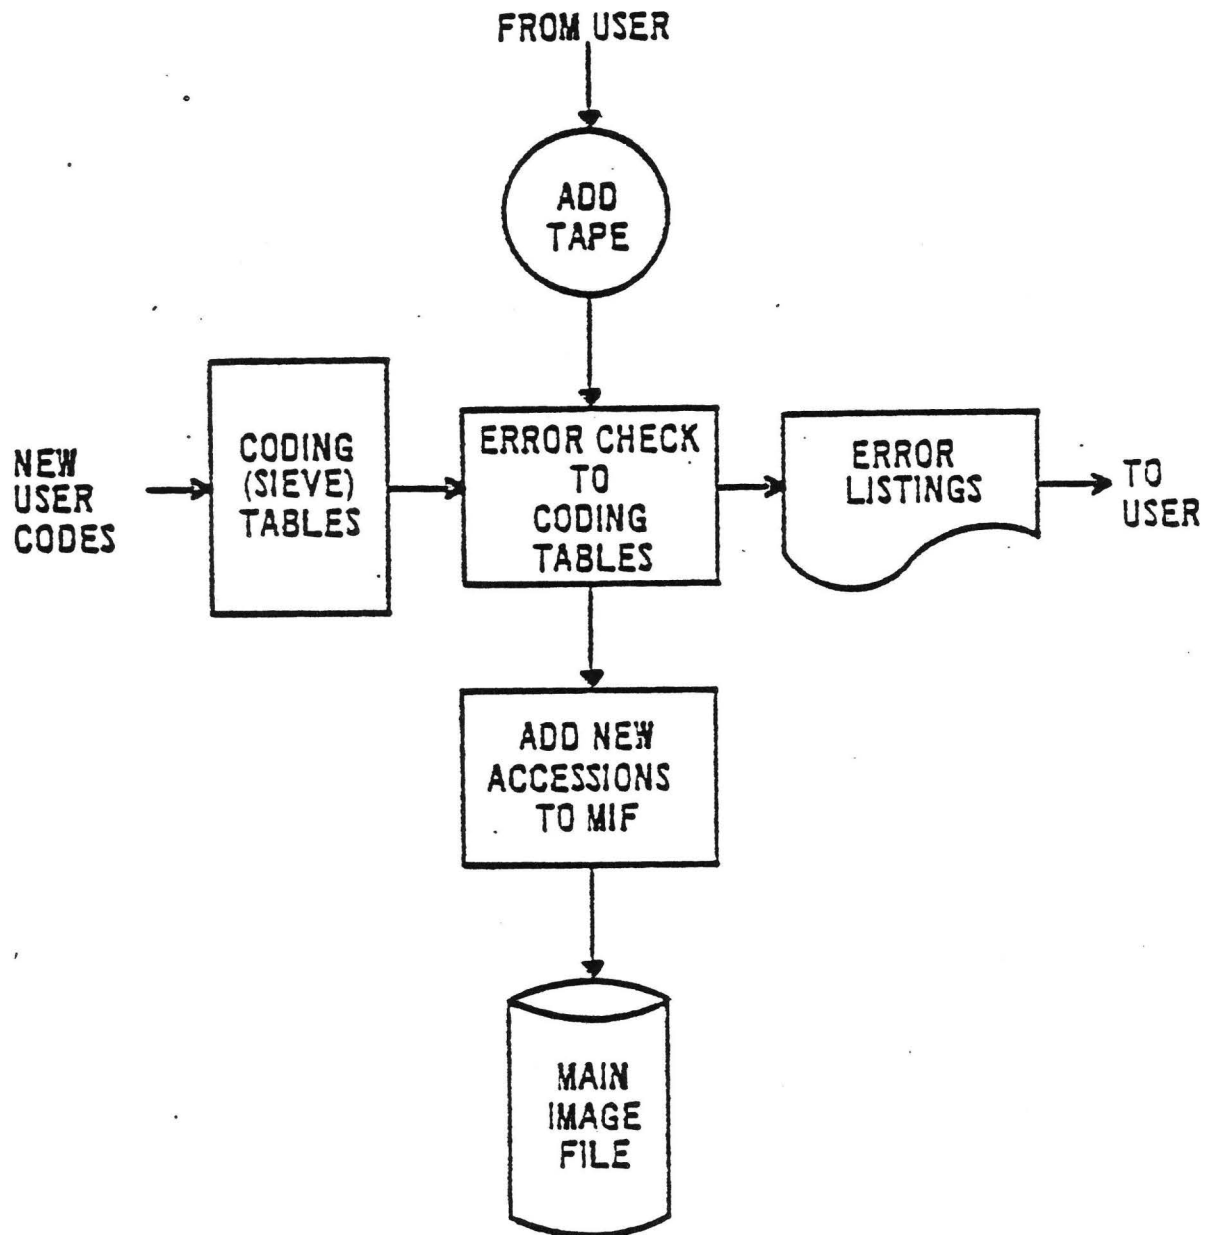 FROM USER
ADD
TAPE
NEW
USER
CODES
CODING
(SIEVE)
TABLES
ERROR CHECK
TO
CODING
TABLES
ERROR
LISTINGS
TO
USER
ADD NEW
ACCESSIONS
TO MIF
MAIN
IMAGE
FILE